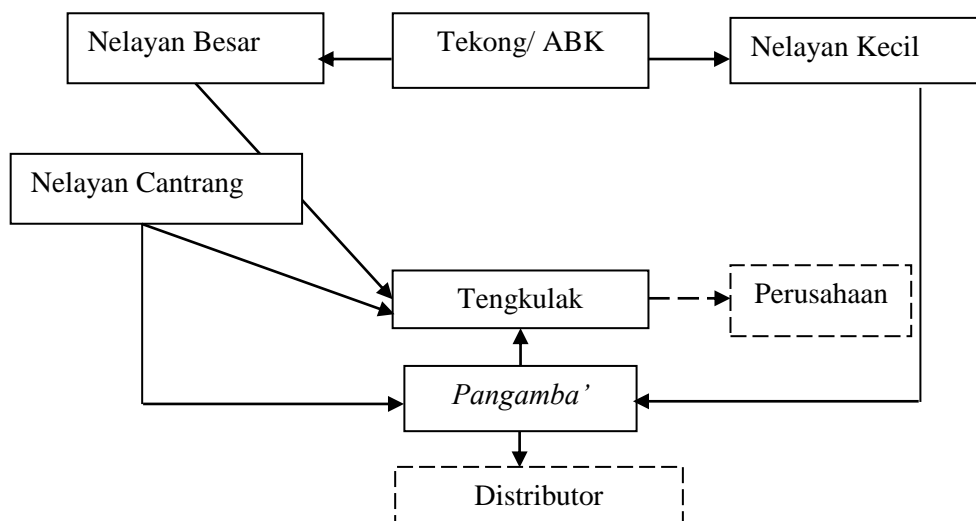 Nelayan Besar
Tekong/ ABK
Nelayan Kecil
Nelayan Cantrang
Tengkulak
Perusahaan
Pangamba’
Distributor